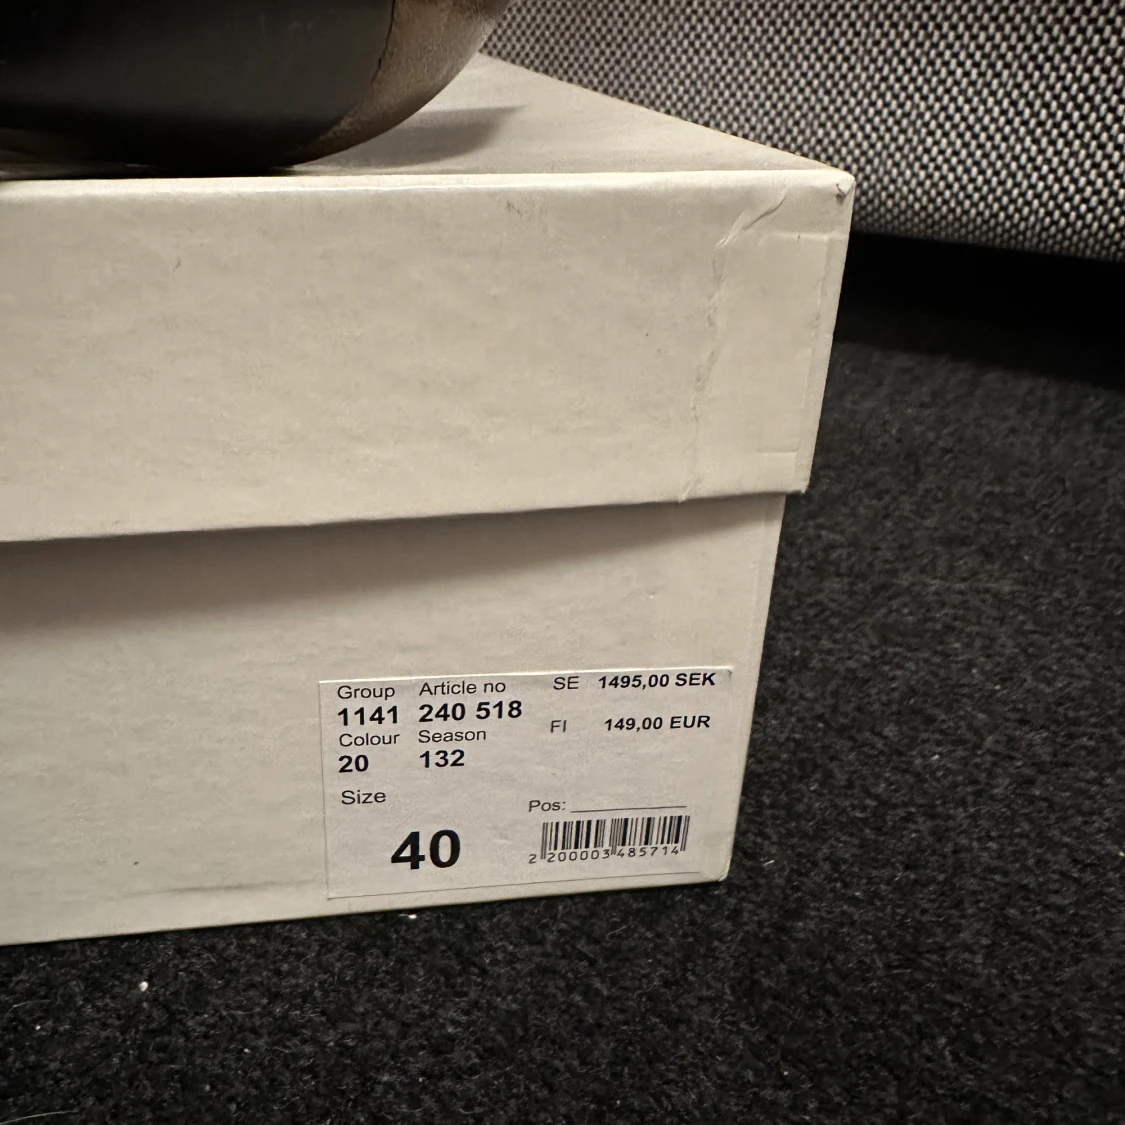 Group Article no SE 1495,00 SEK
1141 240 518
Colour Season FI 149,00 EUR
20 132
Size
Pos:
40
2 200003 485714